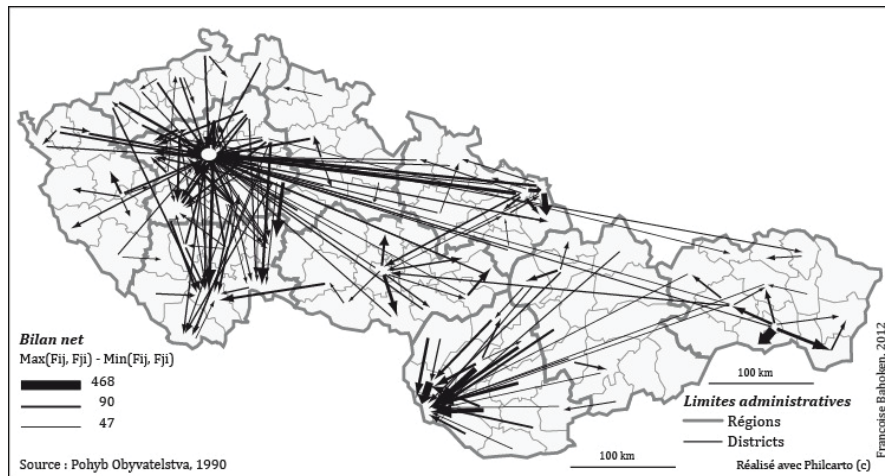 Bilan net
Max(Fij, Fji) - Min(Fij, Fji)
468
90
47
Source : Pohyb Obyvatelstva, 1990
100 km
100 km
Limites administratives
Régions
Districts
Réalisé avec Philcarto (c)
Françoise Bahoken, 2012